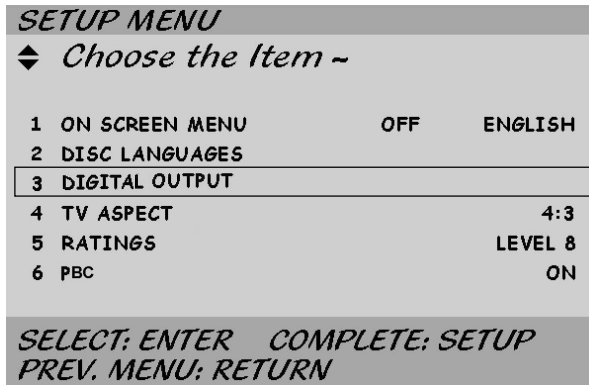 SETUP MENU
Choose the Item ~
1 ON SCREEN MENU OFF ENGLISH
2 DISC LANGUAGES
3 DIGITAL OUTPUT
4 TV ASPECT 4:3
5 RATINGS LEVEL 8
6 PBC ON
SELECT: ENTER COMPLETE: SETUP
PREV. MENU: RETURN